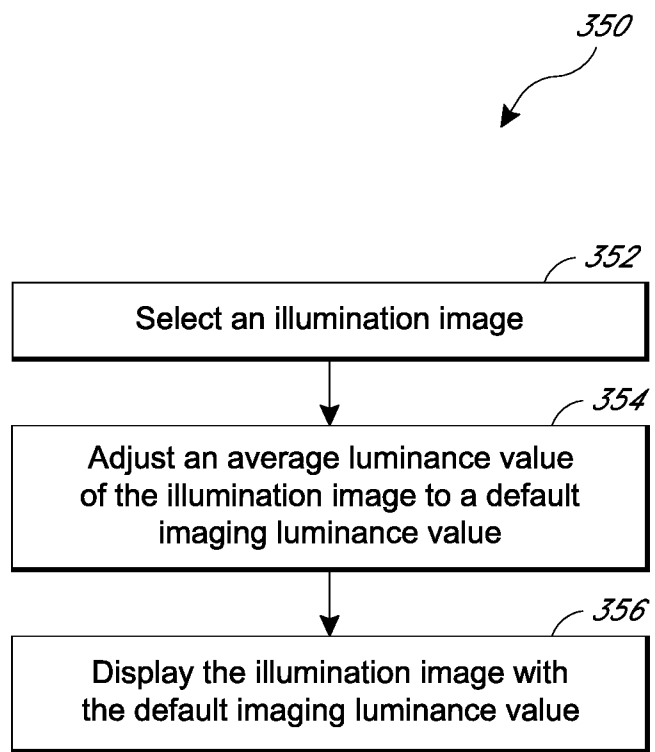 350
352
Select an illumination image
354
Adjust an average luminance value
of the illumination image to a default
imaging luminance value
356
Display the illumination image with
the default imaging luminance value